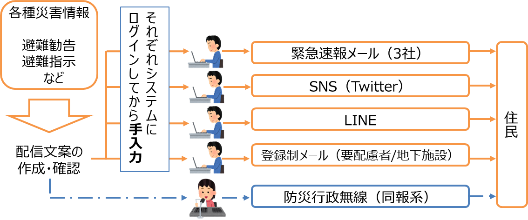 各種災害情報
避難勧告
避難指示
など
配信文案の
作成・確認
それぞれシステムに
ログインしてから手入力
緊急速報メール（3社）
SNS（Twitter）
LINE
登録制メール（要配慮者/地下施設）
防災行政無線（同報系）
住民